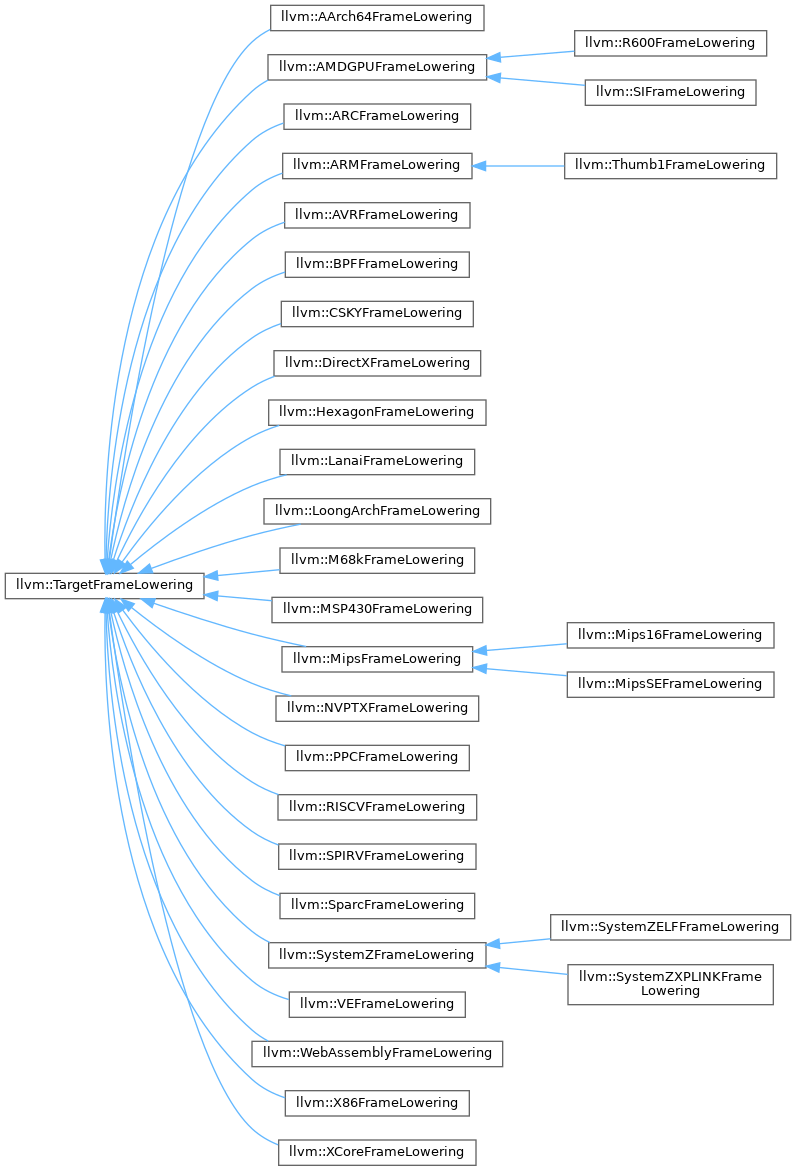 llvm::AArch64FrameLowering
llvm::AMDGPUFrameLowering
llvm::R600FrameLowering
llvm::SIFrameLowering
llvm::ARCFrameLowering
llvm::ARMFrameLowering
llvm::Thumb1FrameLowering
llvm::AVRFrameLowering
llvm::BPFFrameLowering
llvm::CSKYFrameLowering
llvm::DirectXFrameLowering
llvm::HexagonFrameLowering
llvm::LanaiFrameLowering
llvm::LoongArchFrameLowering
llvm::M68kFrameLowering
llvm::TargetFrameLowering
llvm::MSP430FrameLowering
llvm::MipsFrameLowering
llvm::Mips16FrameLowering
llvm::MipsSEFrameLowering
llvm::NVPTXFrameLowering
llvm::PPCFrameLowering
llvm::RISCVFrameLowering
llvm::SPIRVFrameLowering
llvm::SparcFrameLowering
llvm::SystemZFrameLowering
llvm::SystemZELFFrameLowering
llvm::SystemZXPLINKFrame
Lowering
llvm::VEFrameLowering
llvm::WebAssemblyFrameLowering
llvm::X86FrameLowering
llvm::XCoreFrameLowering